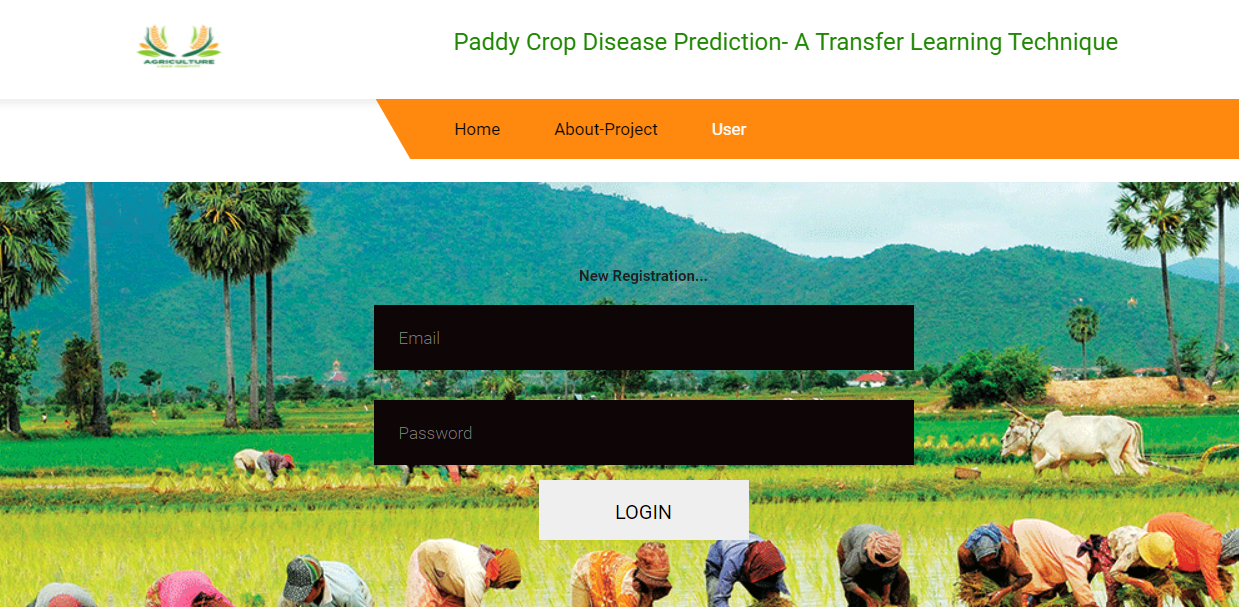 AGRICULTURE
Paddy Crop Disease Prediction- A Transfer Learning Technique
Home
About-Project
User
New Registration...
Email
Password
LOGIN